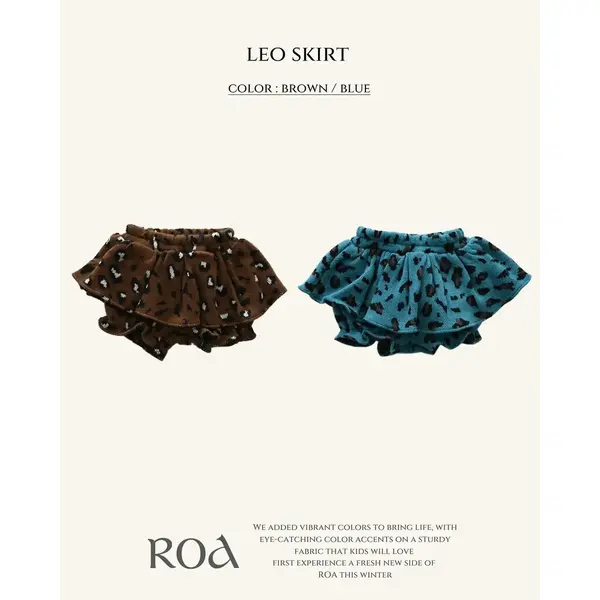 LEO SKIRT
COLOR : BROWN / BLUE
WE ADDED VIBRANT COLORS TO BRING LIFE, WITH
EYE-CATCHING COLOR ACCENTS ON A STURDY
FABRIC THAT KIDS WILL LOVE
FIRST EXPERIENCE A FRESH NEW SIDE OF
ROA THIS WINTER
ROA